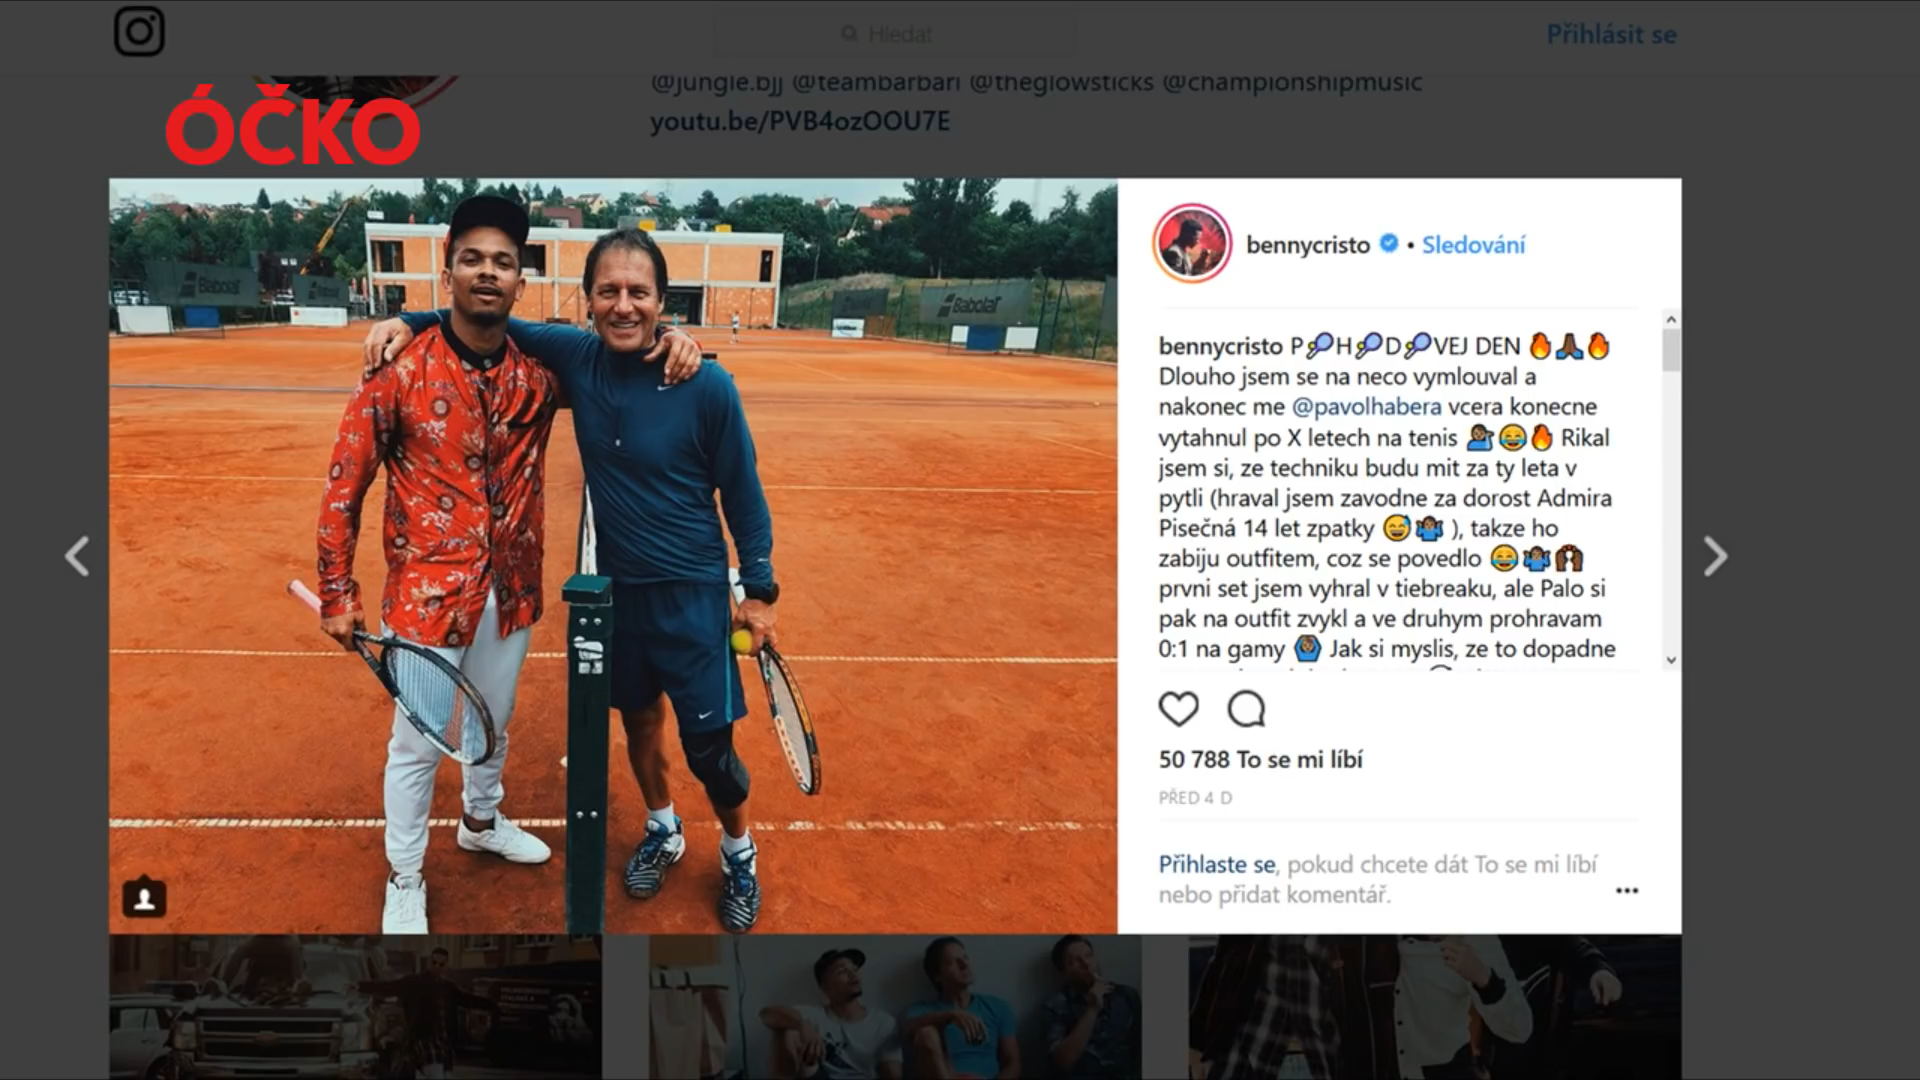 Hledat
Přihlásit se
@jungle.bjj @teambarbari @theglowsticks @championshipmusic
youtu.be/PVB4ozOOU7E
ÓČKO
Babolat
Babolat
Babolat
bennycristo • Sledování
bennycristo P🎾H🎾D🎾VEJ DEN 🔥🙏🏾🔥
Dlouho jsem se na neco vymlouval a
nakonec me @pavolhabera vcera konecne
vytahnul po X letech na tenis 💇🏽‍♂️😂🔥 Rikal
jsem si, ze techniku budu mit za ty leta v
pytli (hraval jsem zavodne za dorost Admira
Pisečná 14 let zpatky 😅🤷🏽‍♂️ ), takze ho
zabiju outfitem, coz se povedlo 😂🤷🏽‍♂️🙌🏾
prvni set jsem vyhral v tiebreaku, ale Palo si
pak na outfit zvykl a ve druhym prohravam
0:1 na gamy 🙆🏽‍♂️ Jak si myslis, ze to dopadne
50 788 To se mi líbí
PŘED 4 D
Přihlaste se, pokud chcete dát To se mi líbí
nebo přidat komentář.